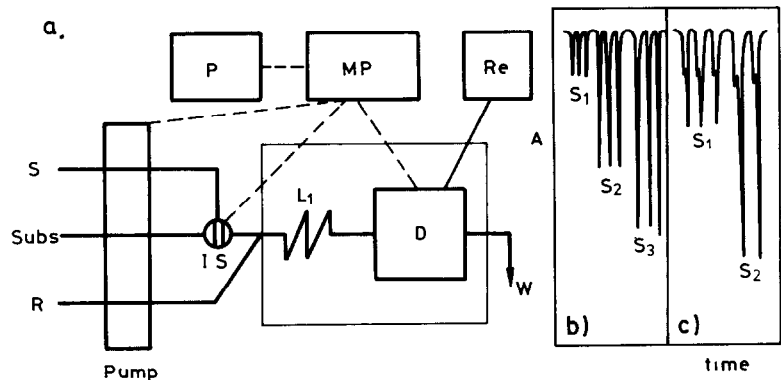 a.
P
MP
Re
S
Subs
R
I S
L1
D
W
Pump
A
S1
S2
S3
b)
S1
S2
c)
time